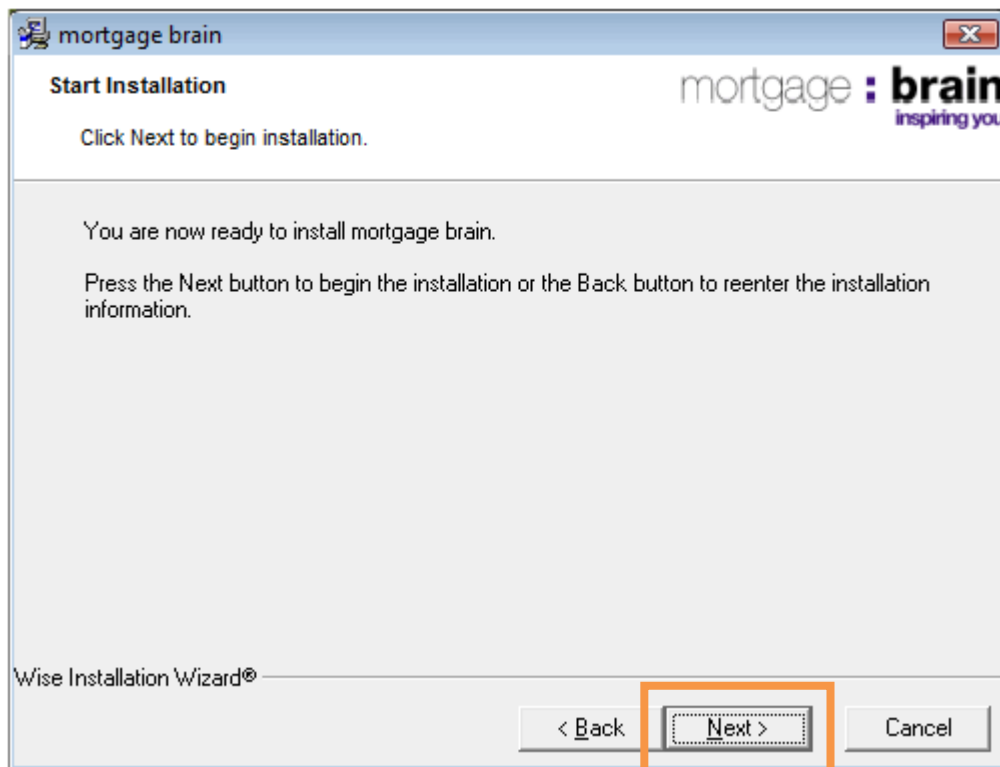 mortgage brain
Start Installation
mortgage : brain
inspiring you
Click Next to begin installation.
You are now ready to install mortgage brain.
Press the Next button to begin the installation or the Back button to reenter the installation
information.
Wise Installation Wizard®
< Back
Next >
Cancel